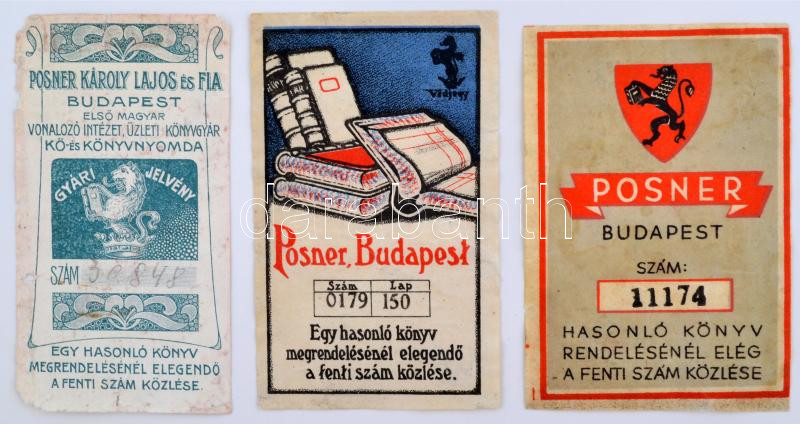 POSNER KÁROLY LAJOS ÉS FIA
BUDAPEST
ELSŐ MAGYAR
VONALOZÓ INTÉZET, ÜZLETI KÖNYVGYÁR
KŐ-ÉS KÖNYVNYOMDA
GYÁRI JELVÉNY
SZÁM 30848
EGY HASONLÓ KÖNYV
MEGRENDELÉSÉNÉL ELEGENDŐ
A FENTI SZÁM KÖZLÉSE.
Védjegy
Posner, Budapest
Szám Lap
0179 150
Egy hasonló könyv
megrendelésénél elegendő
a fenti szám közlése.
POSNER
BUDAPEST
SZÁM:
11174
HASONLÓ KÖNYV
RENDELÉSÉNÉL ELÉG
A FENTI SZÁM KÖZLÉSE
darabanth